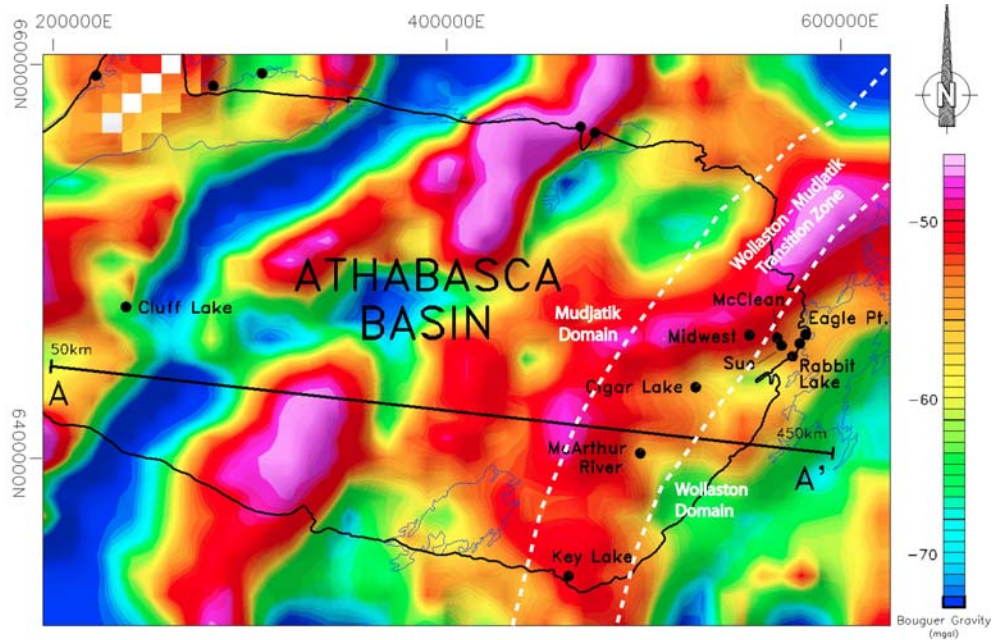 2000000E
400000E
600000E
6600000N
N
ATHABASCA
BASIN
Wollaston - Mudjatik
Transition Zone
-50
Cluff Lake
Mudjatik
Domain
McClean
Midwest
Eagle Pt.
Sue
Rabbit
Lake
50km
A
Cigar Lake
-60
6400000N
McArthur
River
450km
A'
Wollaston
Domain
Key Lake
-70
Bouguer Gravity
(mgal)